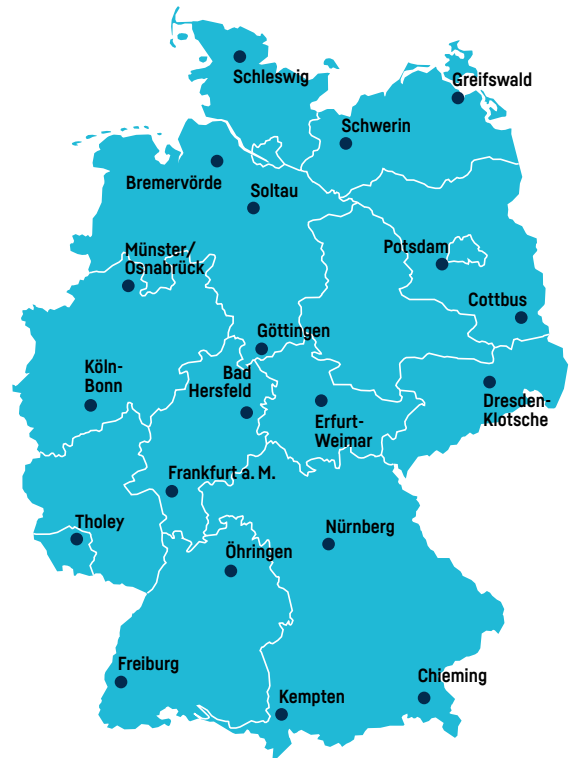 Schleswig
Greifswald
Schwerin
Bremervörde
Soltau
Münster/
Osnabrück
Potsdam
Cottbus
Göttingen
Köln-
Bonn
Bad
Hersfeld
Erfurt-
Weimar
Dresden-
Klotsche
Frankfurt a. M.
Tholey
Nürnberg
Öhringen
Freiburg
Kempten
Chieming